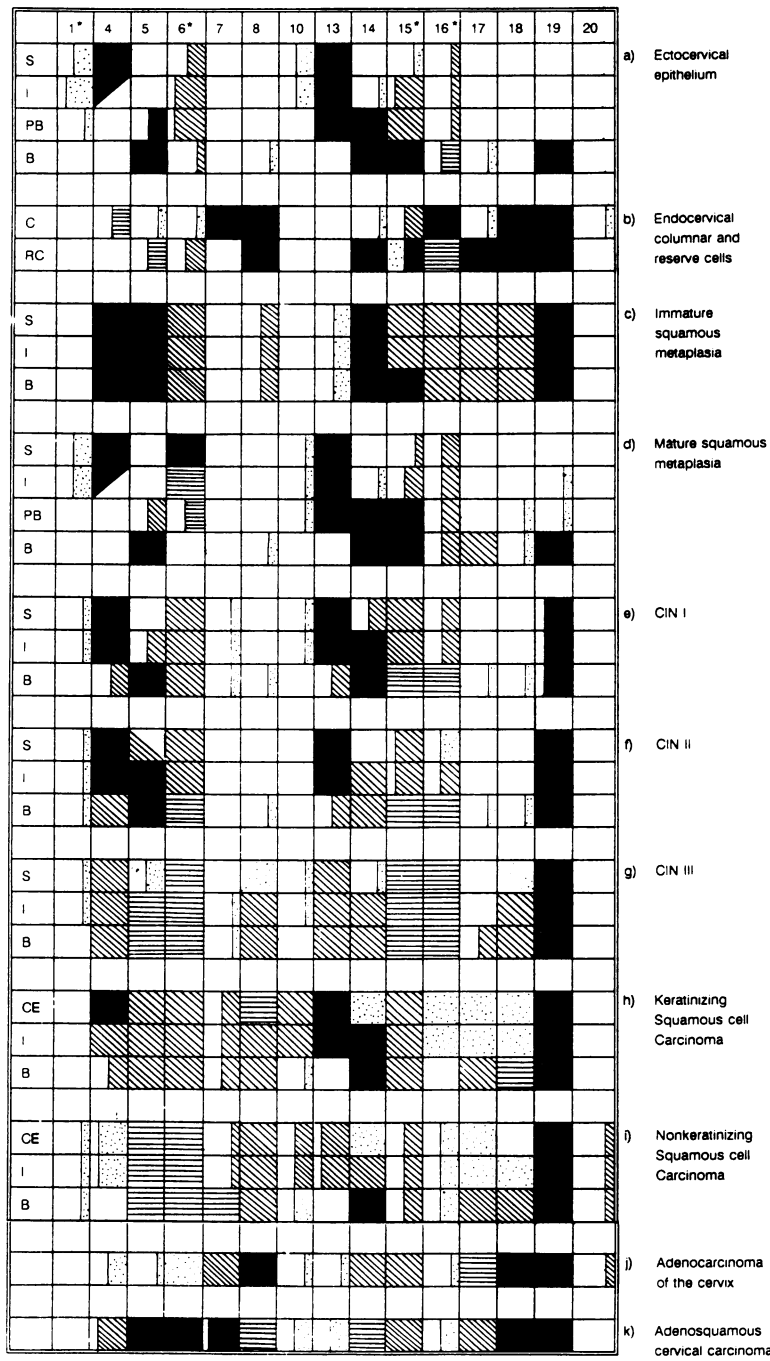 1* 4 5 6* 7 8 10 13 14 15* 16* 17 18 19 20
S
I
PB
B
a) Ectocervical
epithelium
C
RC
b) Endocervical
columnar and
reserve cells
S
I
B
c) Immature
squamous
metaplasia
S
I
PB
B
d) Mature squamous
metaplasia
S
I
B
e) CIN I
S
I
B
f) CIN II
S
I
B
g) CIN III
CE
I
B
h) Keratinizing
Squamous cell
Carcinoma
CE
I
B
i) Nonkeratinizing
Squamous cell
Carcinoma
j) Adenocarcinoma
of the cervix
k) Adenosquamous
cervical carcinoma